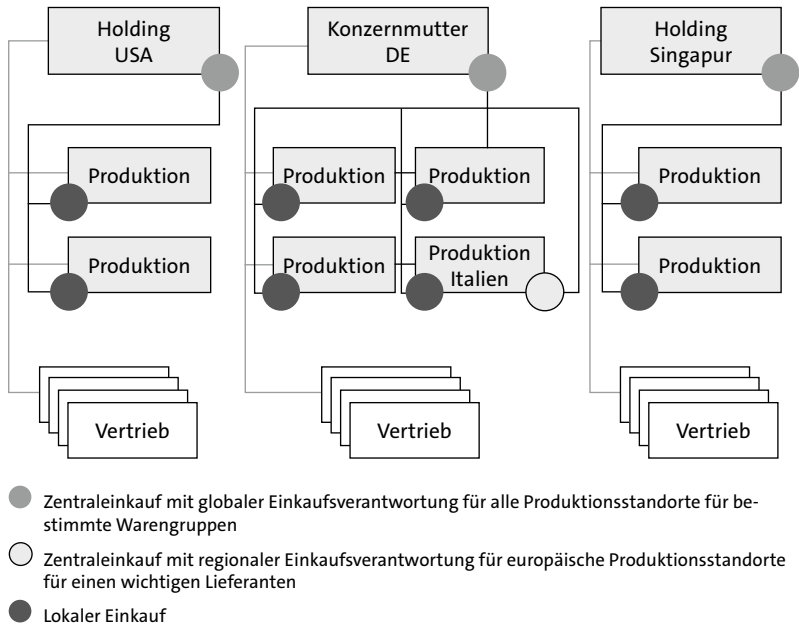 Holding
USA
Konzernmutter
DE
Holding
Singapur
Produktion
Produktion
Produktion
Produktion
Produktion
Produktion
Produktion
Italien
Produktion
Produktion
Vertrieb
Vertrieb
Vertrieb
Zentraleinkauf mit globaler Einkaufsverantwortung für alle Produktionsstandorte für be-
stimmte Warengruppen
Zentraleinkauf mit regionaler Einkaufsverantwortung für europäische Produktionsstandorte
für einen wichtigen Lieferanten
Lokaler Einkauf